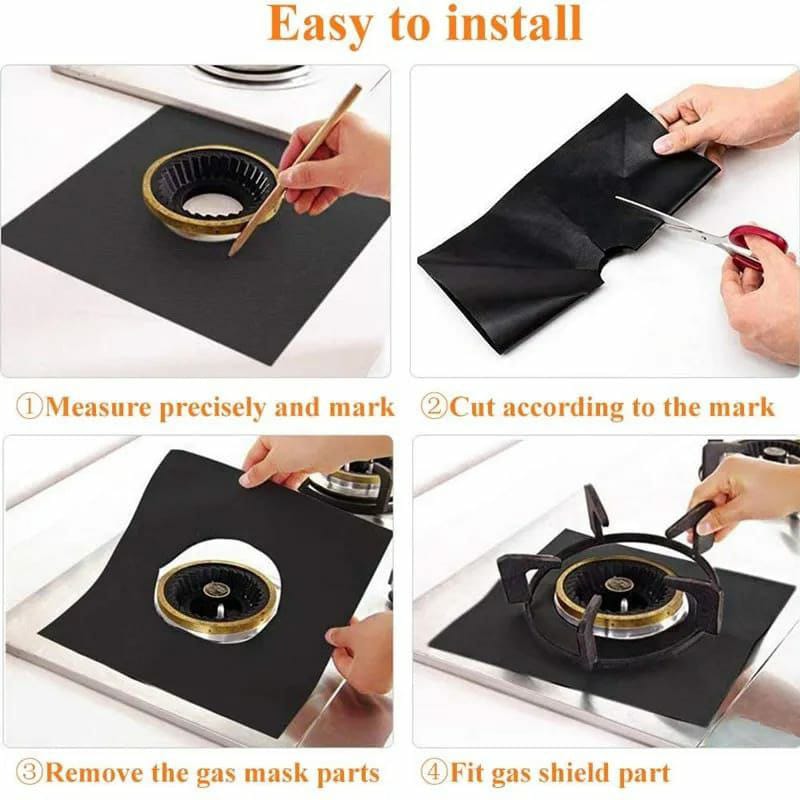 Easy to install
①Measure precisely and mark
②Cut according to the mark
③Remove the gas mask parts
④Fit gas shield part